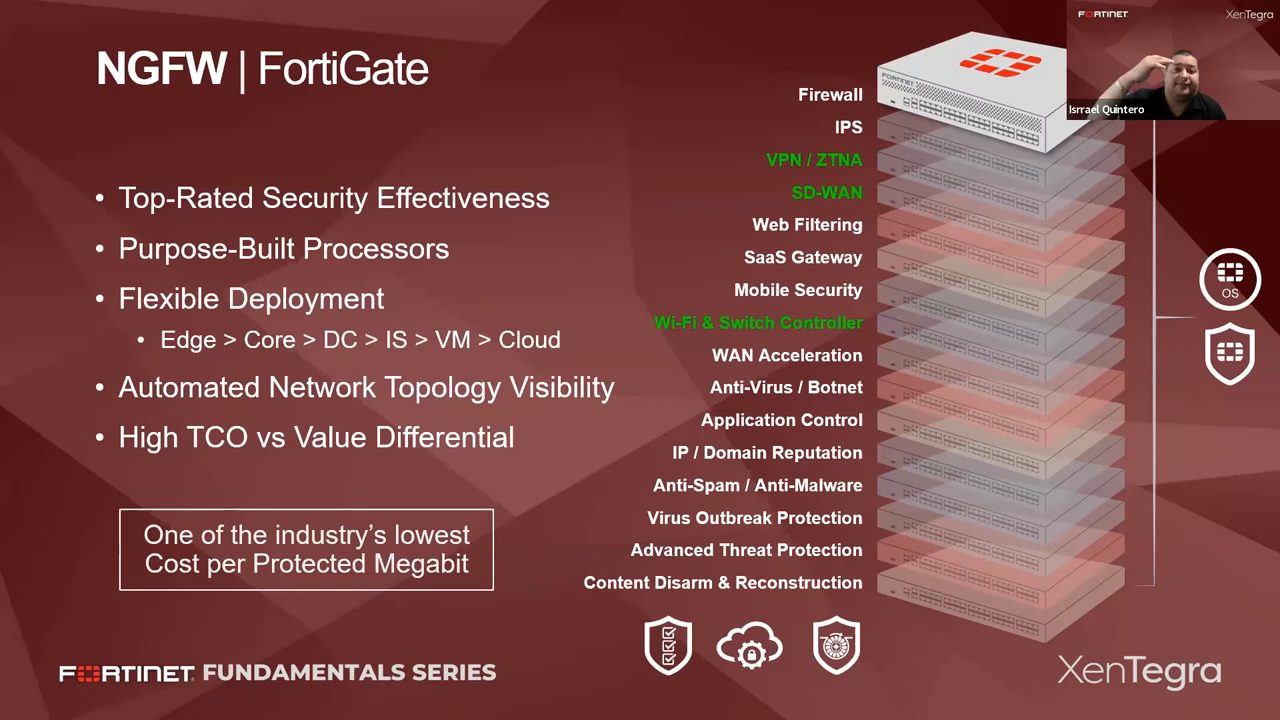 NGFW | FortiGate
• Top-Rated Security Effectiveness
• Purpose-Built Processors
• Flexible Deployment
• Edge > Core > DC > IS > VM > Cloud
• Automated Network Topology Visibility
• High TCO vs Value Differential
One of the industry’s lowest
Cost per Protected Megabit
Firewall
IPS
VPN / ZTNA
SD-WAN
Web Filtering
SaaS Gateway
Mobile Security
Wi-Fi & Switch Controller
WAN Acceleration
Anti-Virus / Botnet
Application Control
IP / Domain Reputation
Anti-Spam / Anti-Malware
Virus Outbreak Protection
Advanced Threat Protection
Content Disarm & Reconstruction
FORTINET
FORTINET
XenTegra
Isrrael Quintero
OS
FORTINET FUNDAMENTALS SERIES
XenTegra